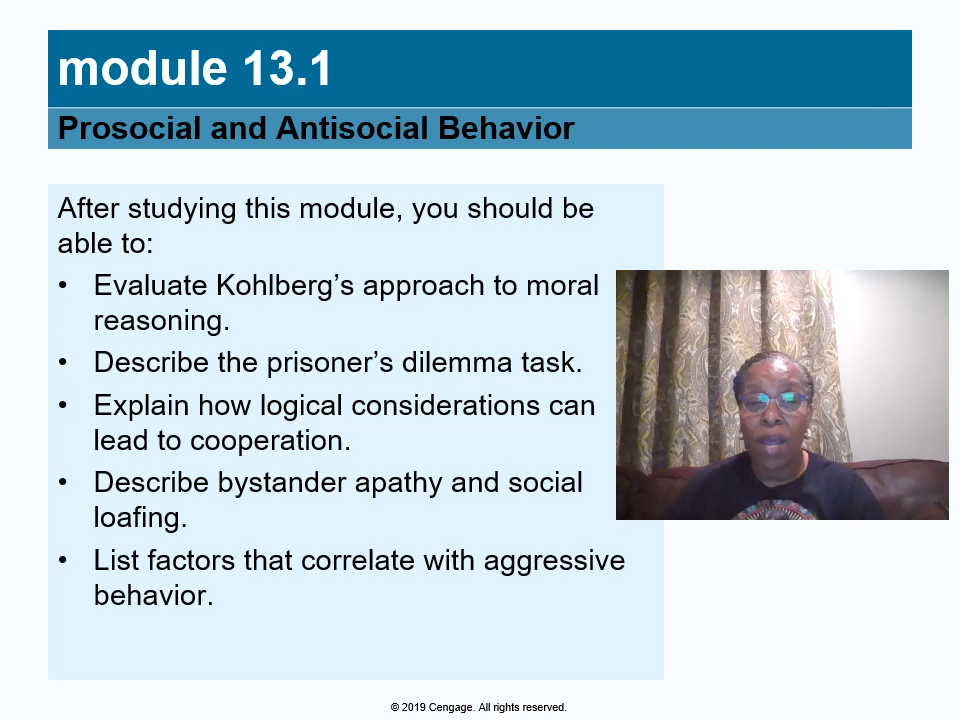 module 13.1
Prosocial and Antisocial Behavior
After studying this module, you should be
able to:
• Evaluate Kohlberg’s approach to moral
reasoning.
• Describe the prisoner’s dilemma task.
• Explain how logical considerations can
lead to cooperation.
• Describe bystander apathy and social
loafing.
• List factors that correlate with aggressive
behavior.
© 2019 Cengage. All rights reserved.